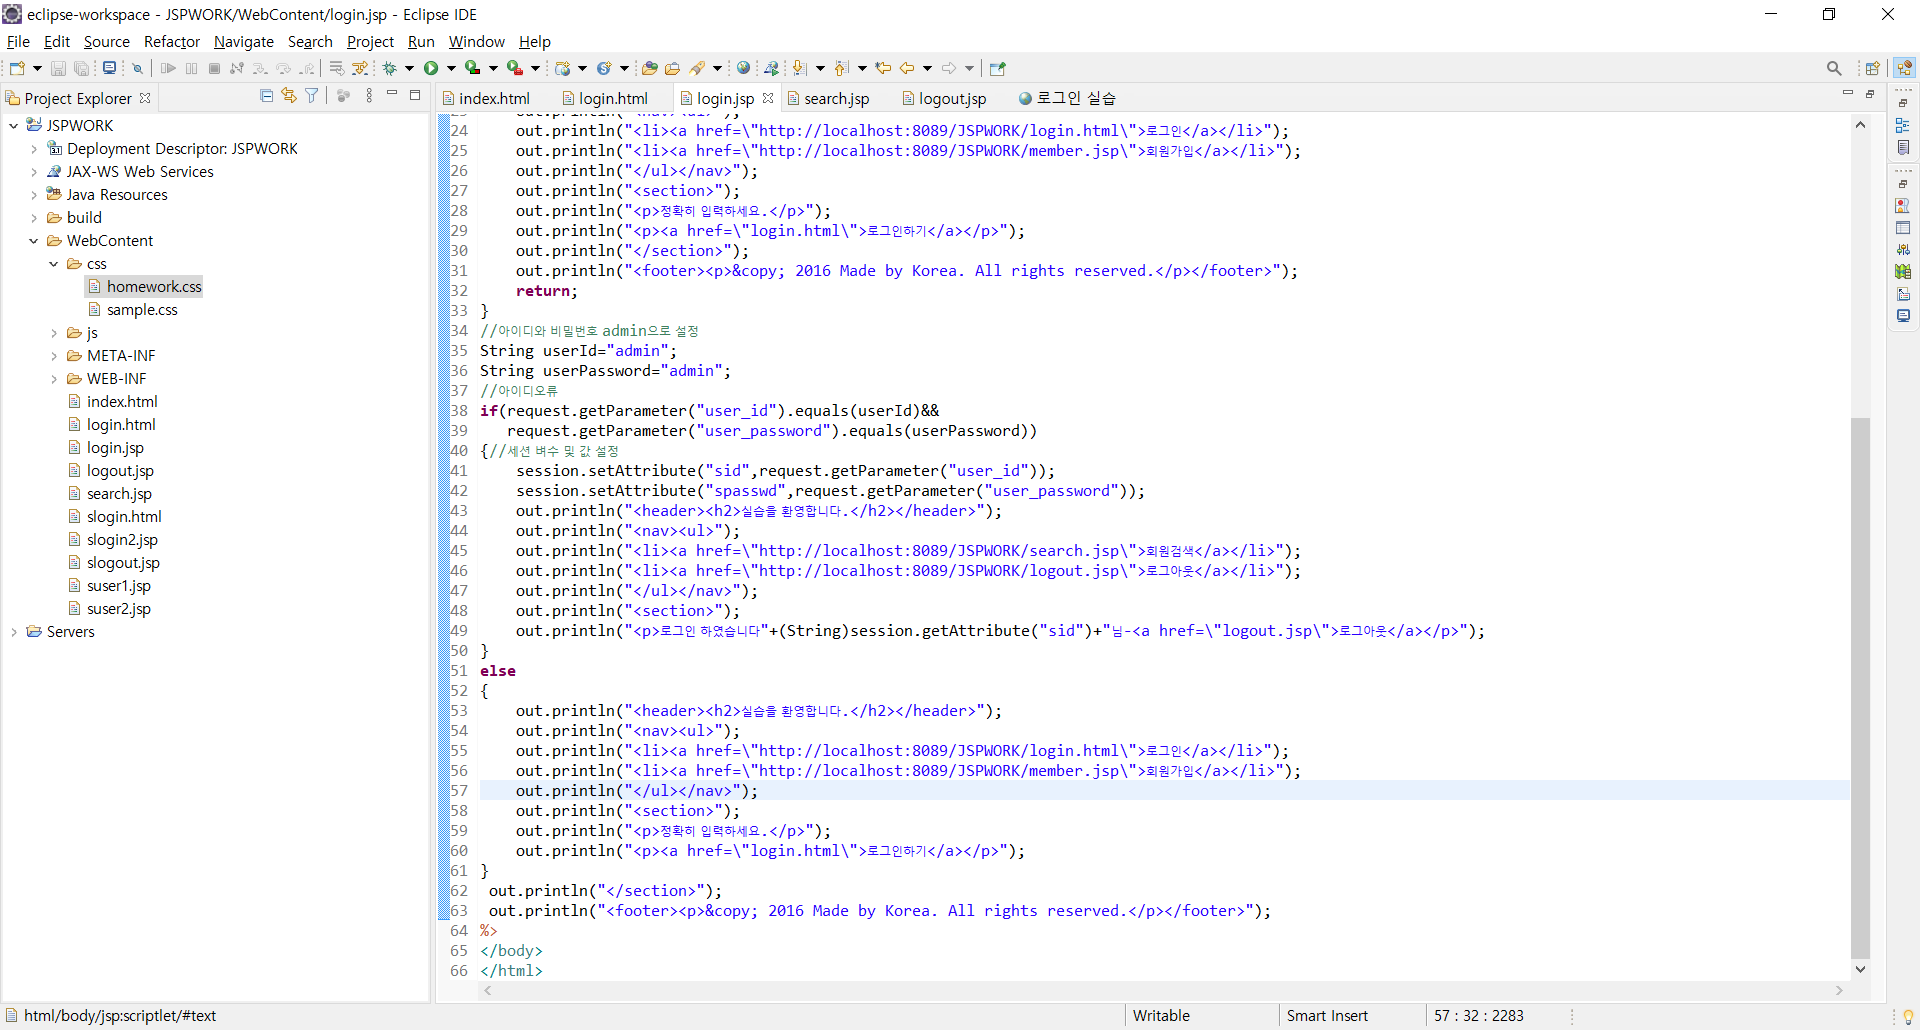 eclipse-workspace - JSPWORK/WebContent/login.jsp - Eclipse IDE
File Edit Source Refactor Navigate Search Project Run Window Help
Project Explorer
index.html login.html login.jsp search.jsp logout.jsp 로그인 실습
JSPWORK
Deployment Descriptor: JSPWORK
JAX-WS Web Services
Java Resources
build
WebContent
css
homework.css
sample.css
js
META-INF
WEB-INF
index.html
login.html
login.jsp
logout.jsp
search.jsp
slogin.html
slogin2.jsp
slogout.jsp
suser1.jsp
suser2.jsp
Servers
24 out.println("<li><a href=\"http://localhost:8089/JSPWORK/login.html\">로그인</a></li>");
25 out.println("<li><a href=\"http://localhost:8089/JSPWORK/member.jsp\">회원가입</a></li>");
26 out.println("</ul></nav>");
27 out.println("<section>");
28 out.println("<p>정확히 입력하세요.</p>");
29 out.println("<p><a href=\"login.html\">로그인하기</a></p>");
30 out.println("</section>");
31 out.println("<footer><p>&copy; 2016 Made by Korea. All rights reserved.</p></footer>");
32 return;
33 }
34 //아이디와 비밀번호 admin으로 설정
35 String userId="admin";
36 String userPassword="admin";
37 //아이디오류
38 if(request.getParameter("user_id").equals(userId)&&
39 request.getParameter("user_password").equals(userPassword))
40 {//세션 벼수 및 값 설정
41 session.setAttribute("sid",request.getParameter("user_id"));
42 session.setAttribute("spasswd",request.getParameter("user_password"));
43 out.println("<header><h2>실습을 환영합니다.</h2></header>");
44 out.println("<nav><ul>");
45 out.println("<li><a href=\"http://localhost:8089/JSPWORK/search.jsp\">회원검색</a></li>");
46 out.println("<li><a href=\"http://localhost:8089/JSPWORK/logout.jsp\">로그아웃</a></li>");
47 out.println("</ul></nav>");
48 out.println("<section>");
49 out.println("<p>로그인 하였습니다"+(String)session.getAttribute("sid")+"님-<a href=\"logout.jsp\">로그아웃</a></p>");
50 }
51 else
52 {
53 out.println("<header><h2>실습을 환영합니다.</h2></header>");
54 out.println("<nav><ul>");
55 out.println("<li><a href=\"http://localhost:8089/JSPWORK/login.html\">로그인</a></li>");
56 out.println("<li><a href=\"http://localhost:8089/JSPWORK/member.jsp\">회원가입</a></li>");
57 out.println("</ul></nav>");
58 out.println("<section>");
59 out.println("<p>정확히 입력하세요.</p>");
60 out.println("<p><a href=\"login.html\">로그인하기</a></p>");
61 }
62 out.println("</section>");
63 out.println("<footer><p>&copy; 2016 Made by Korea. All rights reserved.</p></footer>");
64 %>
65 </body>
66 </html>
html/body/jsp:scriptlet/#text Writable Smart Insert 57 : 32 : 2283